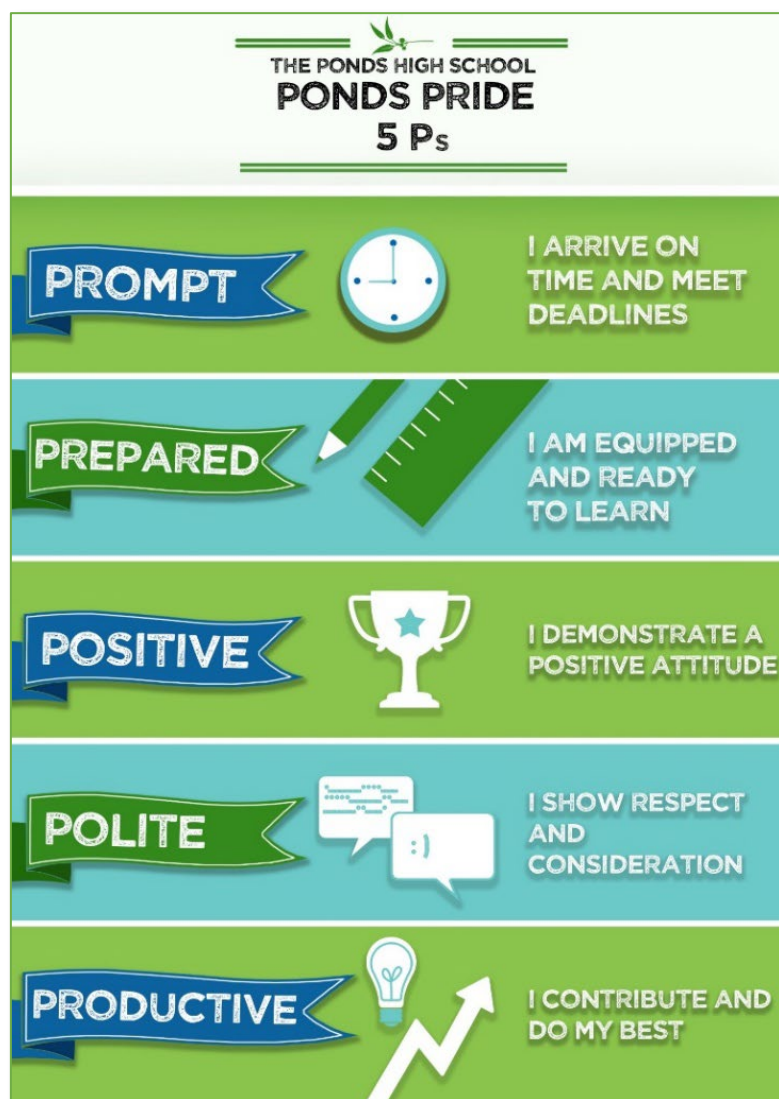 THE PONDS HIGH SCHOOL
PONDS PRIDE
5 Ps
PROMPT
I ARRIVE ON
TIME AND MEET
DEADLINES
PREPARED
I AM EQUIPPED
AND READY
TO LEARN
POSITIVE
I DEMONSTRATE A
POSITIVE ATTITUDE
POLITE
:)
I SHOW RESPECT
AND
CONSIDERATION
PRODUCTIVE
I CONTRIBUTE AND
DO MY BEST